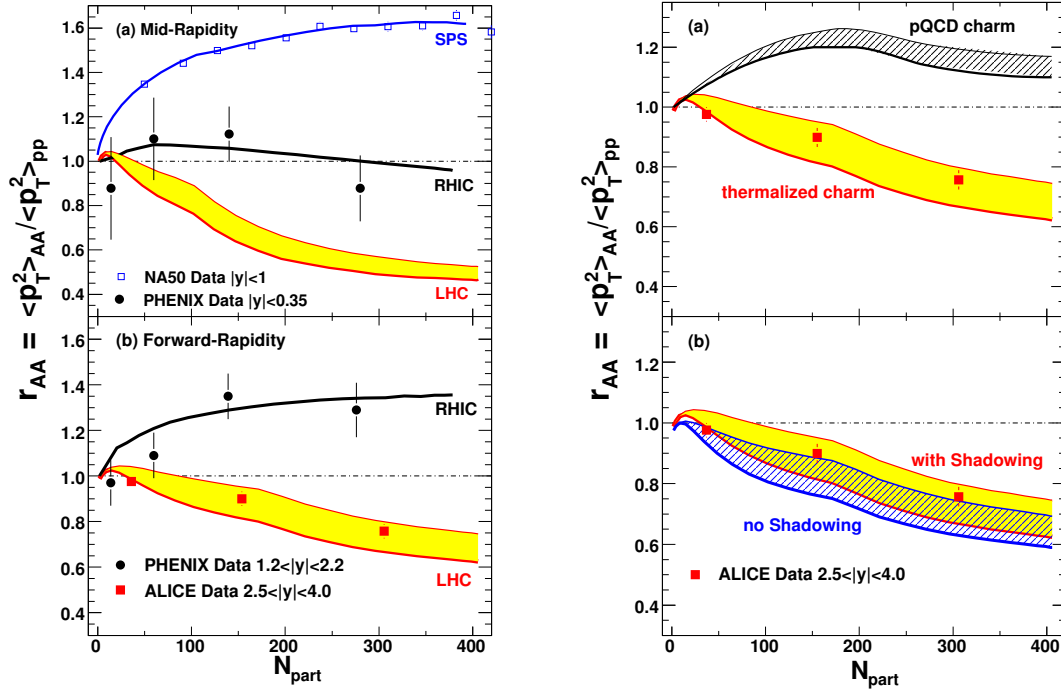 r_AA = <p_T^2>_AA/<p_T^2>_pp
(a) Mid-Rapidity
SPS
1.6
1.4
1.2
1.0
0.8
0.6
0.4
RHIC
NA50 Data |y|<1
PHENIX Data |y|<0.35
LHC
(b) Forward-Rapidity
1.4
1.2
1.0
0.8
0.6
0.4
RHIC
PHENIX Data 1.2<|y|<2.2
ALICE Data 2.5<|y|<4.0
LHC
0 100 200 300 400
N_part
r_AA = <p_T^2>_AA/<p_T^2>_pp
(a)
pQCD charm
1.2
1.0
0.8
0.6
0.4
thermalized charm
(b)
1.2
1.0
0.8
0.6
0.4
with Shadowing
no Shadowing
ALICE Data 2.5<|y|<4.0
0 100 200 300 400
N_part